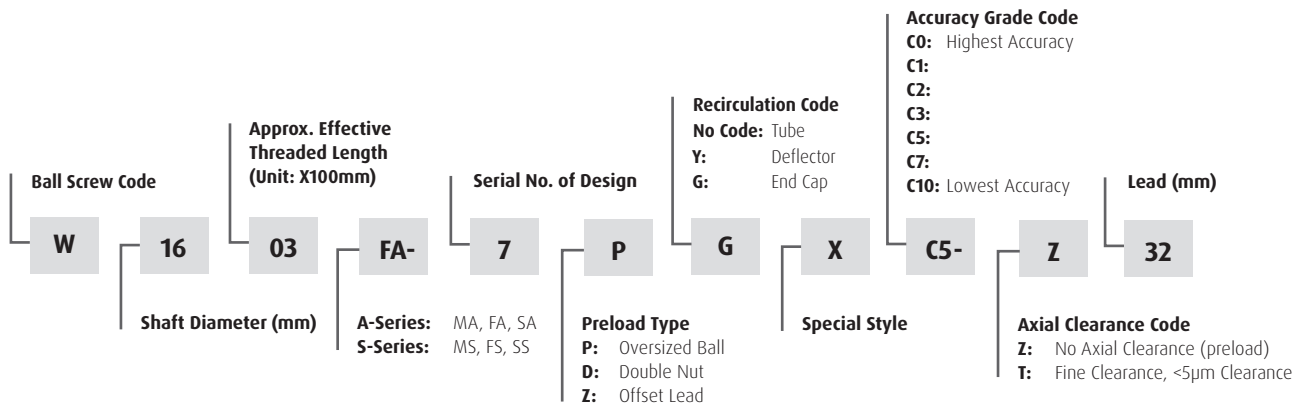 Accuracy Grade Code
C0: Highest Accuracy
C1:
C2:
C3:
C5:
C7:
C10: Lowest Accuracy
Recirculation Code
No Code: Tube
Y: Deflector
G: End Cap
Approx. Effective
Threaded Length
(Unit: X100mm)
Ball Screw Code
Serial No. of Design
Lead (mm)
W 16 03 FA- 7 P G X C5- Z 32
Shaft Diameter (mm)
A-Series: MA, FA, SA
S-Series: MS, FS, SS
Preload Type
P: Oversized Ball
D: Double Nut
Z: Offset Lead
Special Style
Axial Clearance Code
Z: No Axial Clearance (preload)
T: Fine Clearance, <5µm Clearance